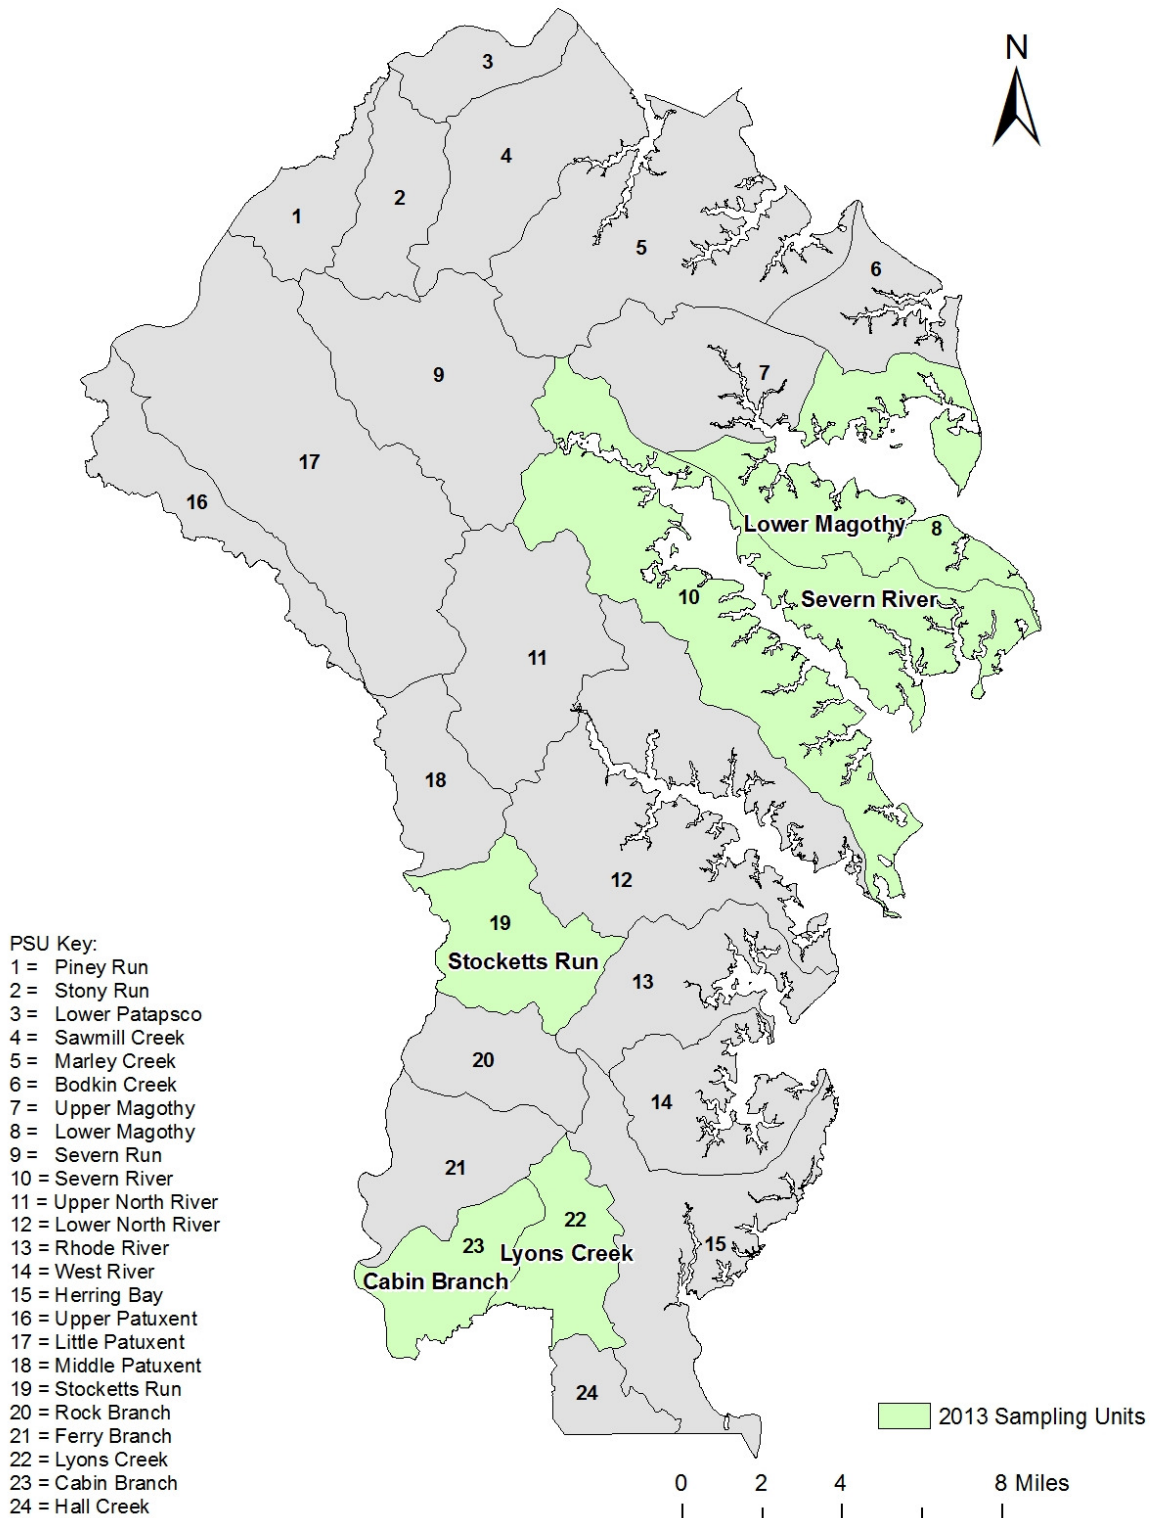 N
3
4
2
1
5
6
7
9
17
16
Lower Magothy 8
10
Severn River
11
18
12
19
Stocketts Run
13
20
14
21
22
23
Lyons Creek
15
Cabin Branch
24
PSU Key:
1 = Piney Run
2 = Stony Run
3 = Lower Patapsco
4 = Sawmill Creek
5 = Marley Creek
6 = Bodkin Creek
7 = Upper Magothy
8 = Lower Magothy
9 = Severn Run
10 = Severn River
11 = Upper North River
12 = Lower North River
13 = Rhode River
14 = West River
15 = Herring Bay
16 = Upper Patuxent
17 = Little Patuxent
18 = Middle Patuxent
19 = Stocketts Run
20 = Rock Branch
21 = Ferry Branch
22 = Lyons Creek
23 = Cabin Branch
24 = Hall Creek
2013 Sampling Units
0 2 4 8 Miles